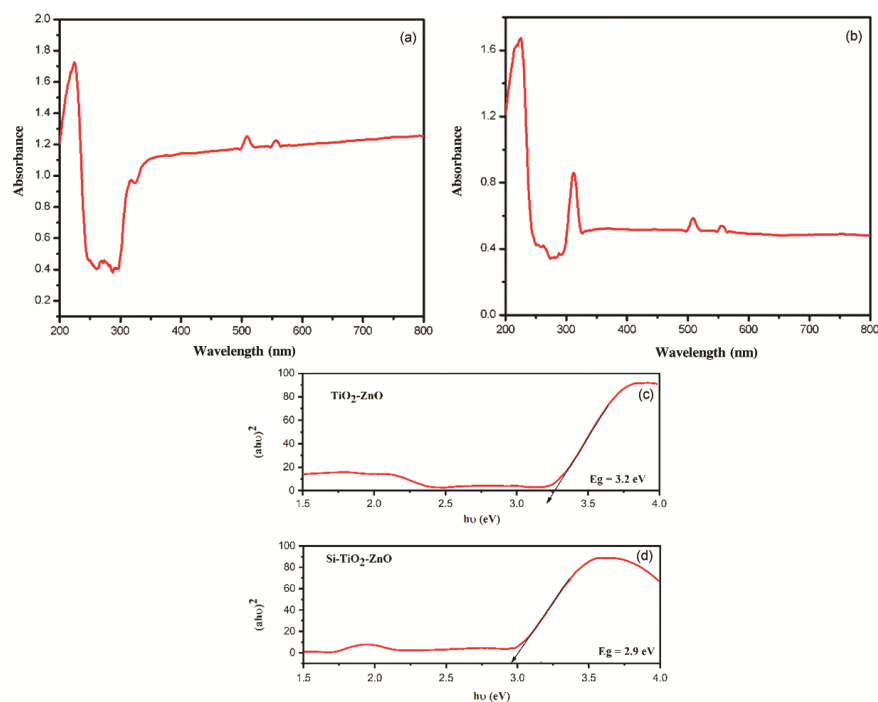 (a)
2.0
1.8
1.6
1.4
1.2
1.0
0.8
0.6
0.4
0.2
Absorbance
200 300 400 500 600 700 800
Wavelength (nm)
(b)
1.6
1.2
0.8
0.4
0.0
Absorbance
200 300 400 500 600 700 800
Wavelength (nm)
(c)
TiO2-ZnO
100
80
60
40
20
0
(ahυ)2
Eg = 3.2 eV
1.5 2.0 2.5 3.0 3.5 4.0
hυ (eV)
(d)
Si-TiO2-ZnO
100
80
60
40
20
0
(ahυ)2
Eg = 2.9 eV
1.5 2.0 2.5 3.0 3.5 4.0
hυ (eV)